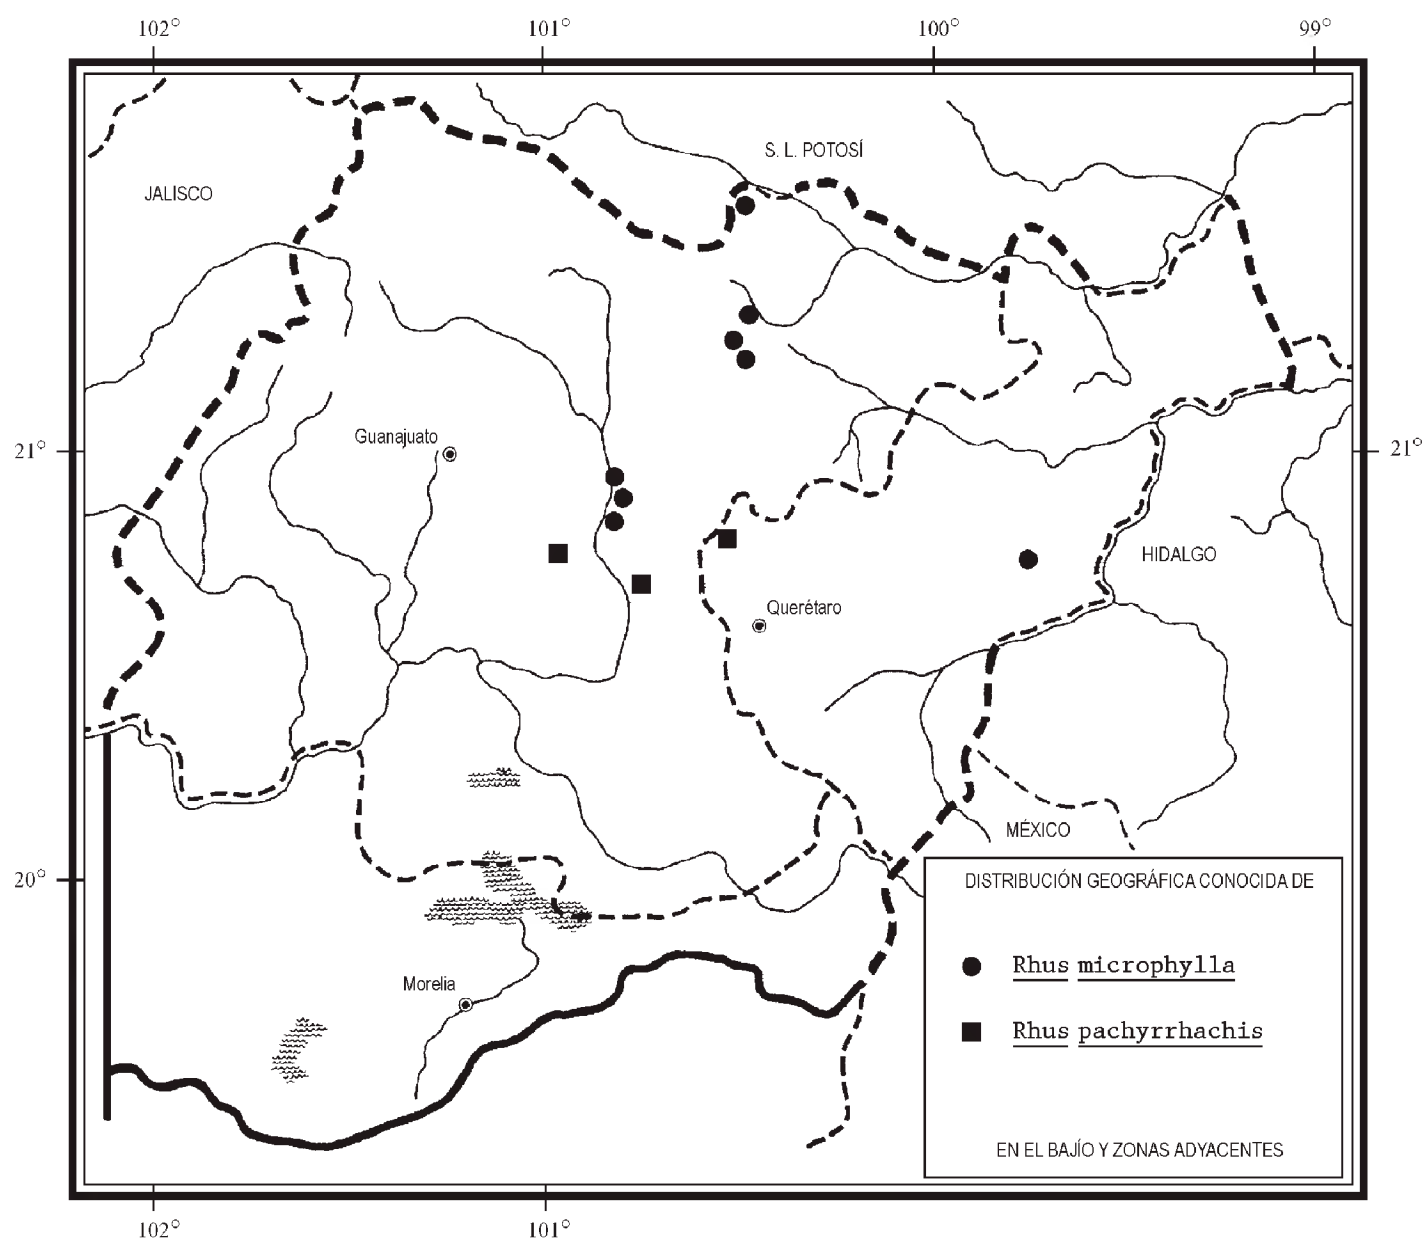 102°
101°
100°
99°
S. L. POTOSÍ
JALISCO
Guanajuato
21°
21°
HIDALGO
Querétaro
MÉXICO
20°
DISTRIBUCIÓN GEOGRÁFICA CONOCIDA DE
Rhus microphylla
Morelia
Rhus pachyrrhachis
EN EL BAJÍO Y ZONAS ADYACENTES
102°
101°